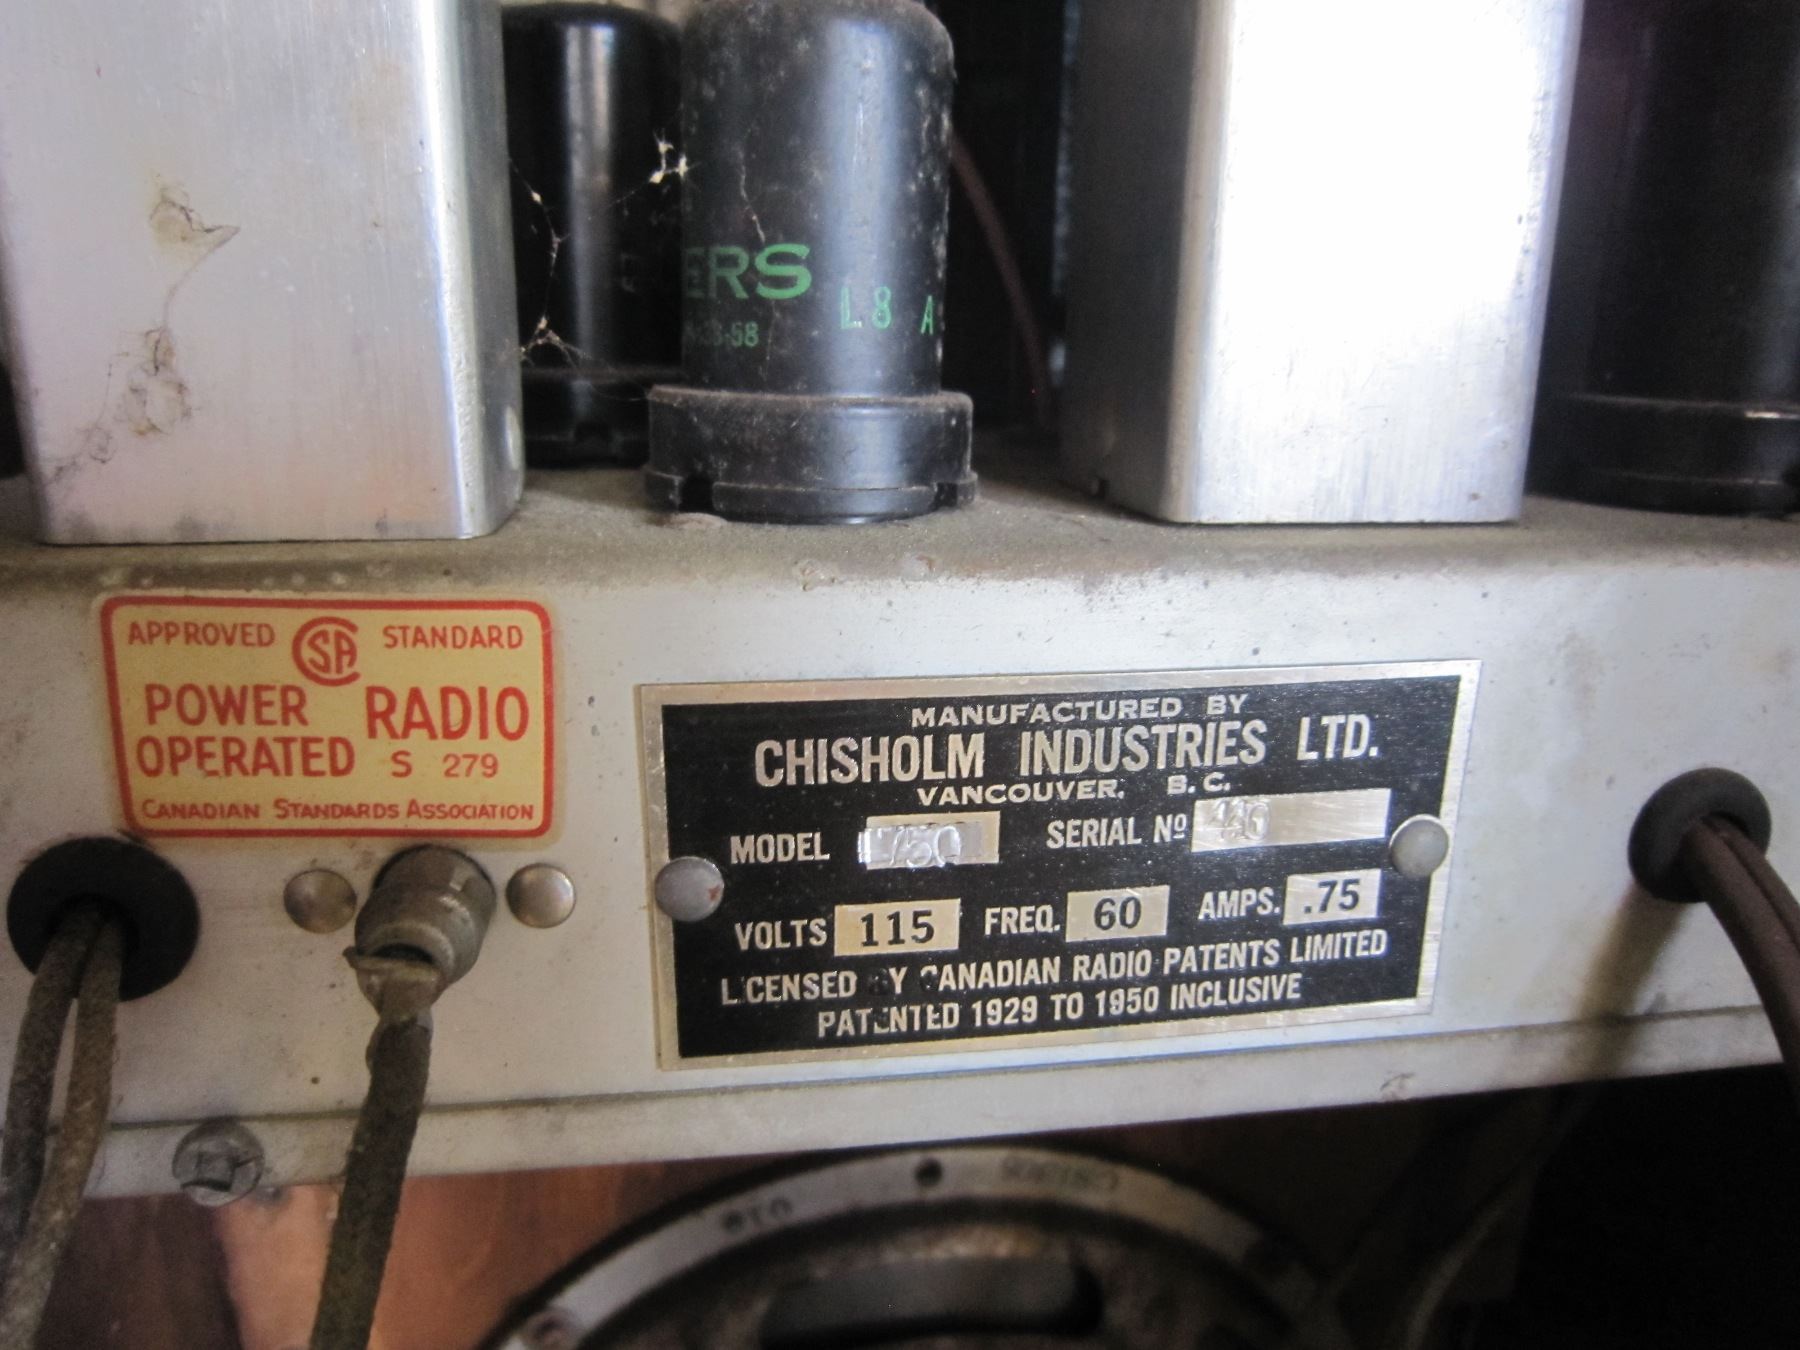 ERS
L8 A
APPROVED CSA STANDARD
POWER OPERATED RADIO
S 279
CANADIAN STANDARDS ASSOCIATION
MANUFACTURED BY
CHISHOLM INDUSTRIES LTD.
VANCOUVER, B.C.
MODEL SERIAL Nº
VOLTS 115 FREQ. 60 AMPS. .75
LICENSED BY CANADIAN RADIO PATENTS LIMITED
PATENTED 1929 TO 1950 INCLUSIVE